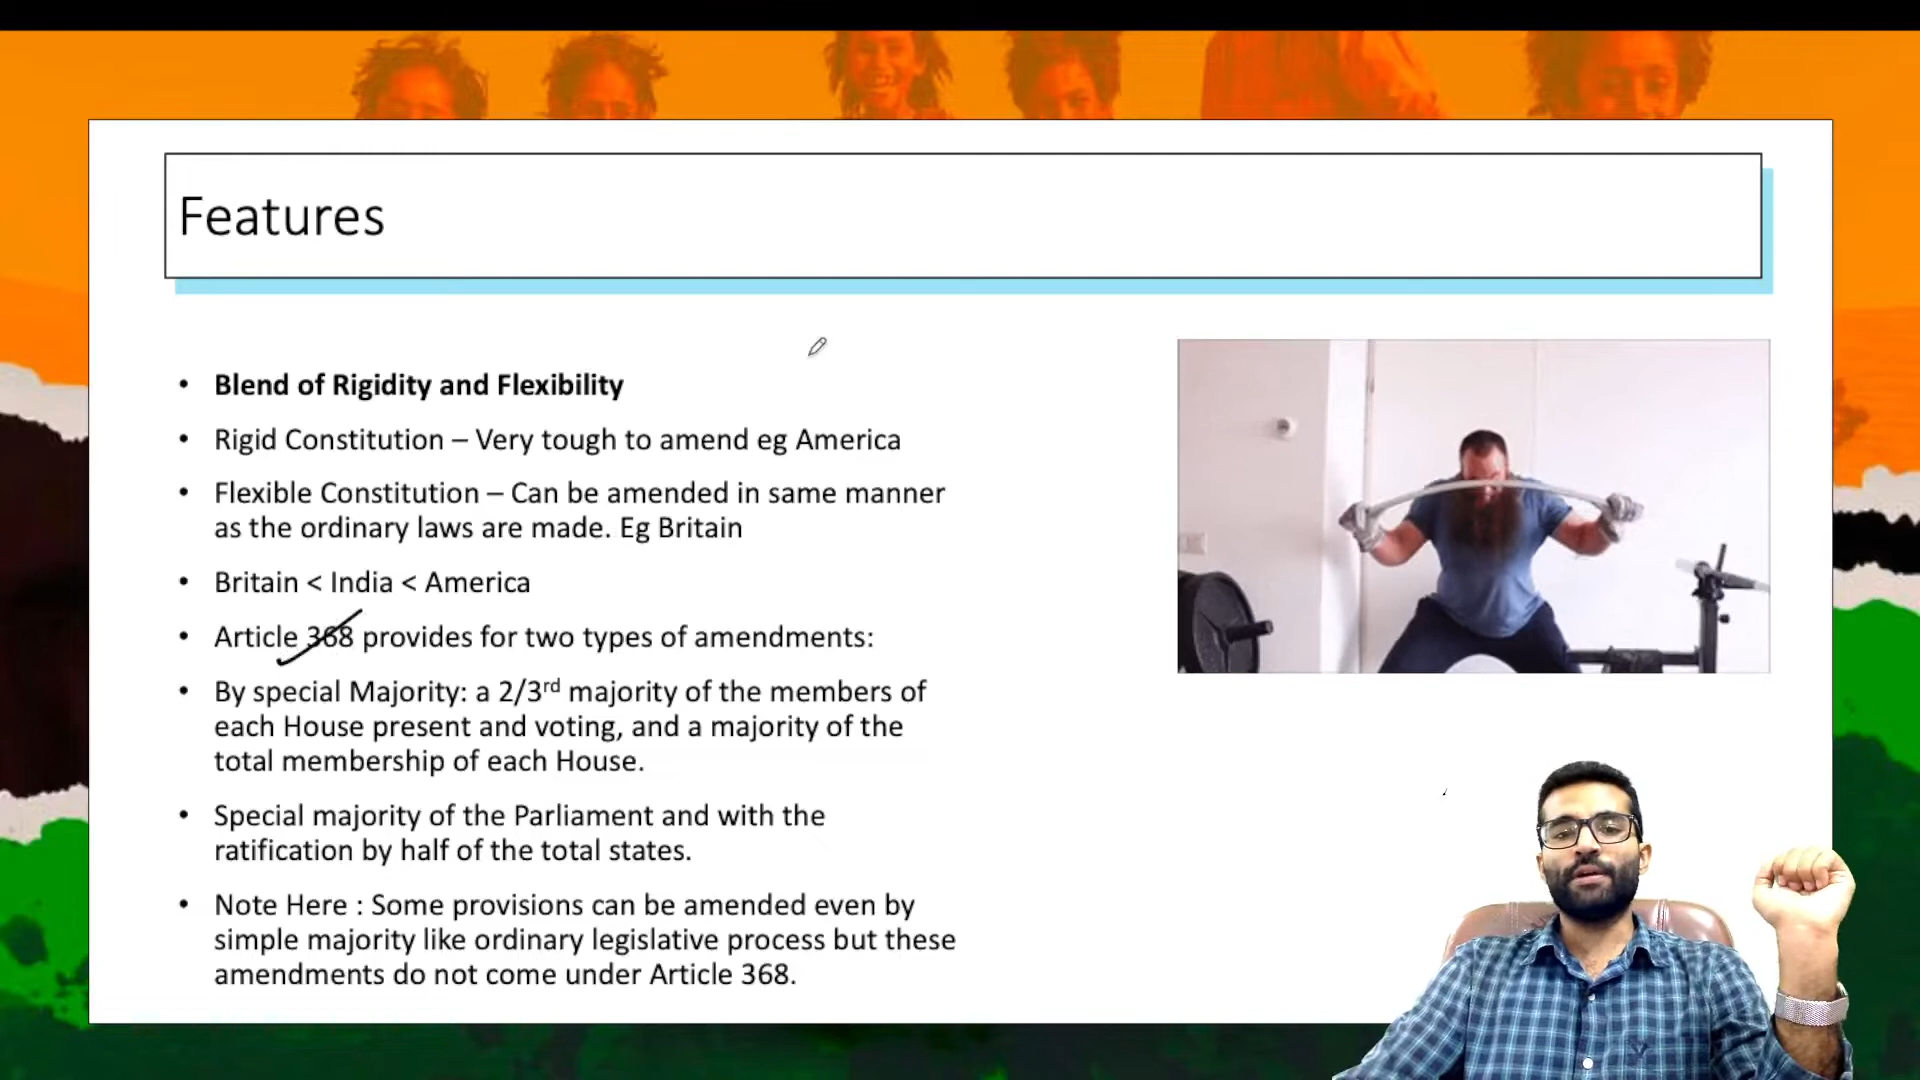 Features
• Blend of Rigidity and Flexibility
• Rigid Constitution – Very tough to amend eg America
• Flexible Constitution – Can be amended in same manner
as the ordinary laws are made. Eg Britain
• Britain < India < America
• Article 368 provides for two types of amendments:
• By special Majority: a 2/3rd majority of the members of
each House present and voting, and a majority of the
total membership of each House.
• Special majority of the Parliament and with the
ratification by half of the total states.
• Note Here : Some provisions can be amended even by
simple majority like ordinary legislative process but these
amendments do not come under Article 368.